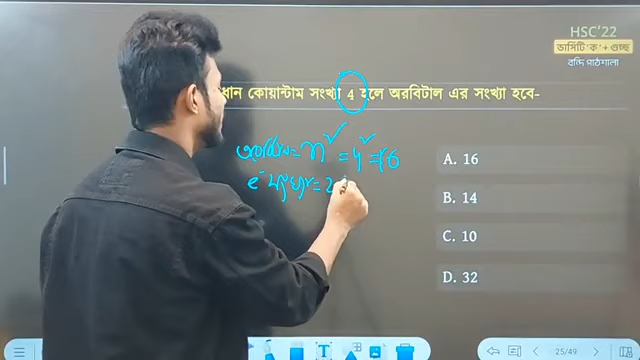 HSC'22
ভার্সিটি 'ক' + গুচ্ছ
বন্দি পাঠশালা
ধান কোয়ান্টাম সংখ্যা 4 হলে অরবিটাল এর সংখ্যা হবে-
= n² = 4² = 16
e⁻ = 2
A. 16
B. 14
C. 10
D. 32
25/49